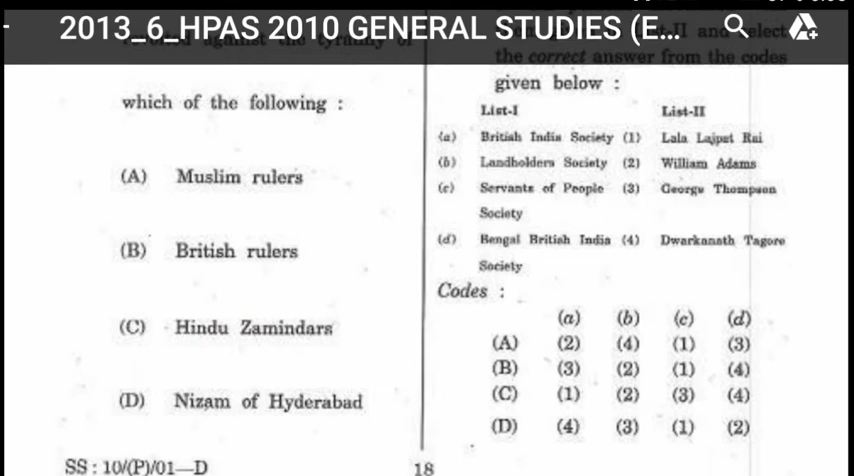 2013_6_HPAS 2010 GENERAL STUDIES (E...
which of the following :
(A) Muslim rulers
(B) British rulers
(C) Hindu Zamindars
(D) Nizam of Hyderabad
SS : 10/(P)/01—D
18
the correct answer from the codes
given below :
List-I List-II
(a) British India Society (1) Lala Lajpat Rai
(b) Landholders Society (2) William Adams
(c) Servants of People (3) George Thompson
Society
(d) Bengal British India (4) Dwarkanath Tagore
Society
Codes :
(a) (b) (c) (d)
(A) (2) (4) (1) (3)
(B) (3) (2) (1) (4)
(C) (1) (2) (3) (4)
(D) (4) (3) (1) (2)